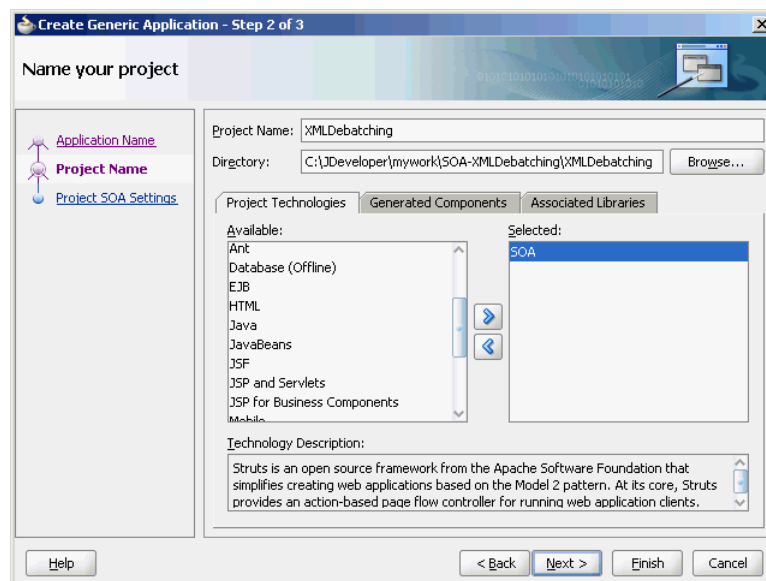 Create Generic Application - Step 2 of 3
Name your project
Application Name
Project Name
Project SOA Settings
Project Name: XMLDebatching
Directory: C:\JDeveloper\mywork\SOA-XMLDebatching\XMLDebatching Browse...
Project Technologies Generated Components Associated Libraries
Available: Selected:
Ant SOA
Database (Offline)
EJB
HTML
Java
JavaBeans
JSF
JSP and Servlets
JSP for Business Components
Mobile
Technology Description:
Struts is an open source framework from the Apache Software Foundation that
simplifies creating web applications based on the Model 2 pattern. At its core, Struts
provides an action-based page flow controller for running web application clients.
Help < Back Next > Finish Cancel